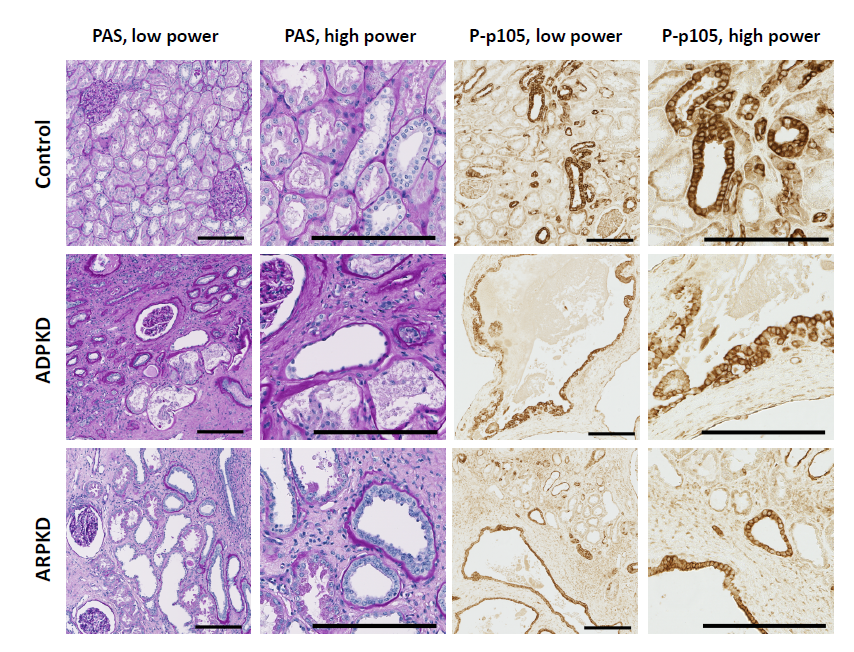 PAS, low power
PAS, high power
P-p105, low power
P-p105, high power
Control
ADPKD
ARPKD